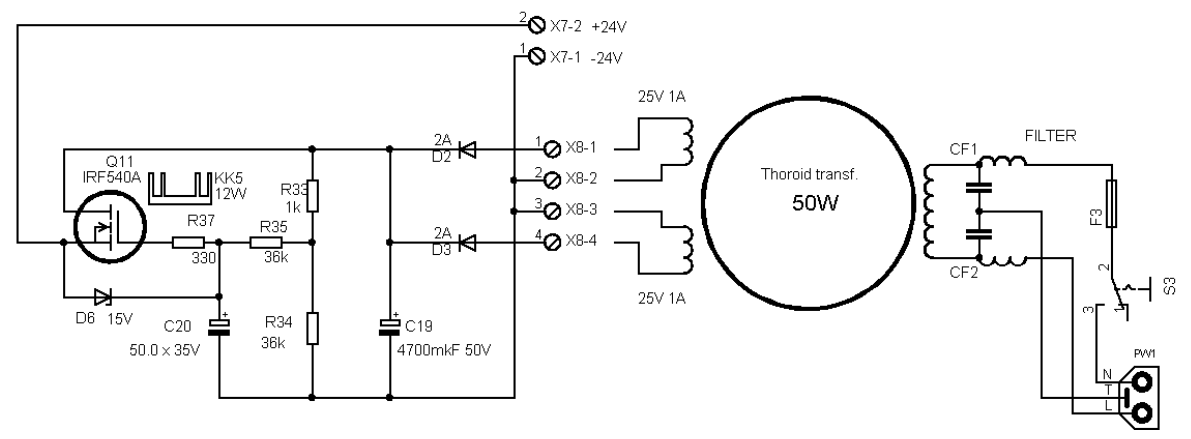 2 X7-2 +24V
1 X7-1 -24V
25V 1A
Q11
IRF540A
KK5
12W
2A
D2
1 X8-1
2 X8-2
3 X8-3
4 X8-4
2A
D3
25V 1A
Thoroid transf.
50W
CF1
CF2
FILTER
F3
2
1
3
S3
R33
1k
R37
330
R35
36k
D6 15V
C20
+
50.0 x 35V
R34
36k
+
C19
4700mkF 50V
PW1
N
T
L